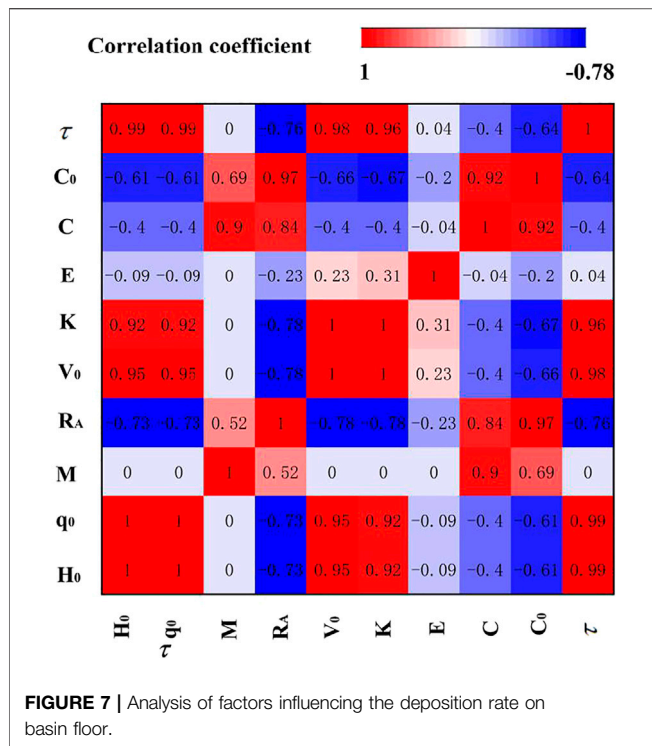 Correlation coefficient
1 -0.78
τ 0.99 0.99 0 -0.76 0.98 0.96 0.04 -0.4 -0.64 1
C0 -0.61 -0.61 0.69 0.97 -0.66 -0.67 -0.2 0.92 1 -0.64
C -0.4 -0.4 0.9 0.84 -0.4 -0.4 -0.04 1 0.92 -0.4
E -0.09 -0.09 0 -0.23 0.23 0.31 1 -0.04 -0.2 0.04
K 0.92 0.92 0 -0.78 1 1 0.31 -0.4 -0.67 0.96
V0 0.95 0.95 0 -0.78 1 1 0.23 -0.4 -0.66 0.98
RA -0.73 -0.73 0.52 1 -0.78 -0.78 -0.23 0.84 0.97 -0.76
M 0 0 1 0.52 0 0 0 0.9 0.69 0
q0 1 1 0 -0.73 0.95 0.92 -0.09 -0.4 -0.61 0.99
H0 1 1 0 -0.73 0.95 0.92 -0.09 -0.4 -0.61 0.99
H0 τ q0 M RA V0 K E C C0 τ
FIGURE 7 | Analysis of factors influencing the deposition rate on
basin floor.